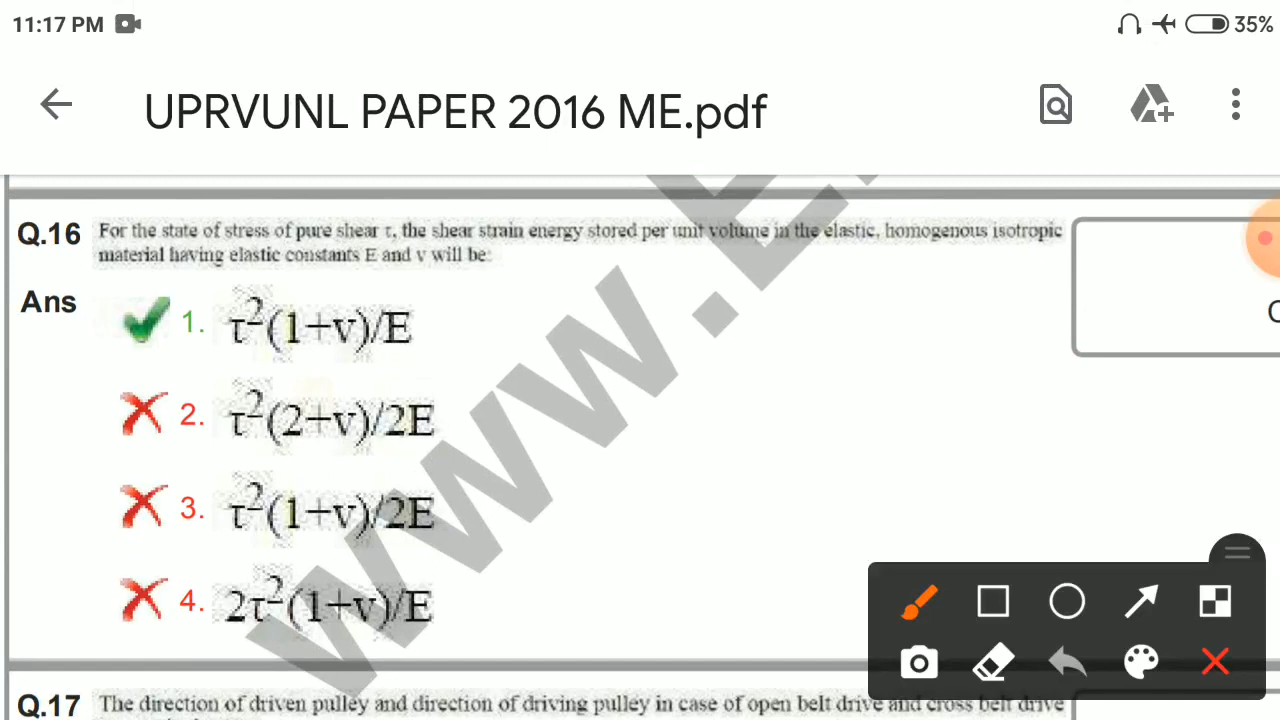 11:17 PM 35%
UPRVUNL PAPER 2016 ME.pdf
Q.16 For the state of stress of pure shear τ, the shear strain energy stored per unit volume in the elastic, homogenous isotropic
material having elastic constants E and v will be:
Ans
1. τ²(1+v)/E
2. τ²(2+v)/2E
3. τ²(1+v)/2E
4. 2τ²(1+v)/E
Q.17 The direction of driven pulley and direction of driving pulley in case of open belt drive and cross belt drive
www.E